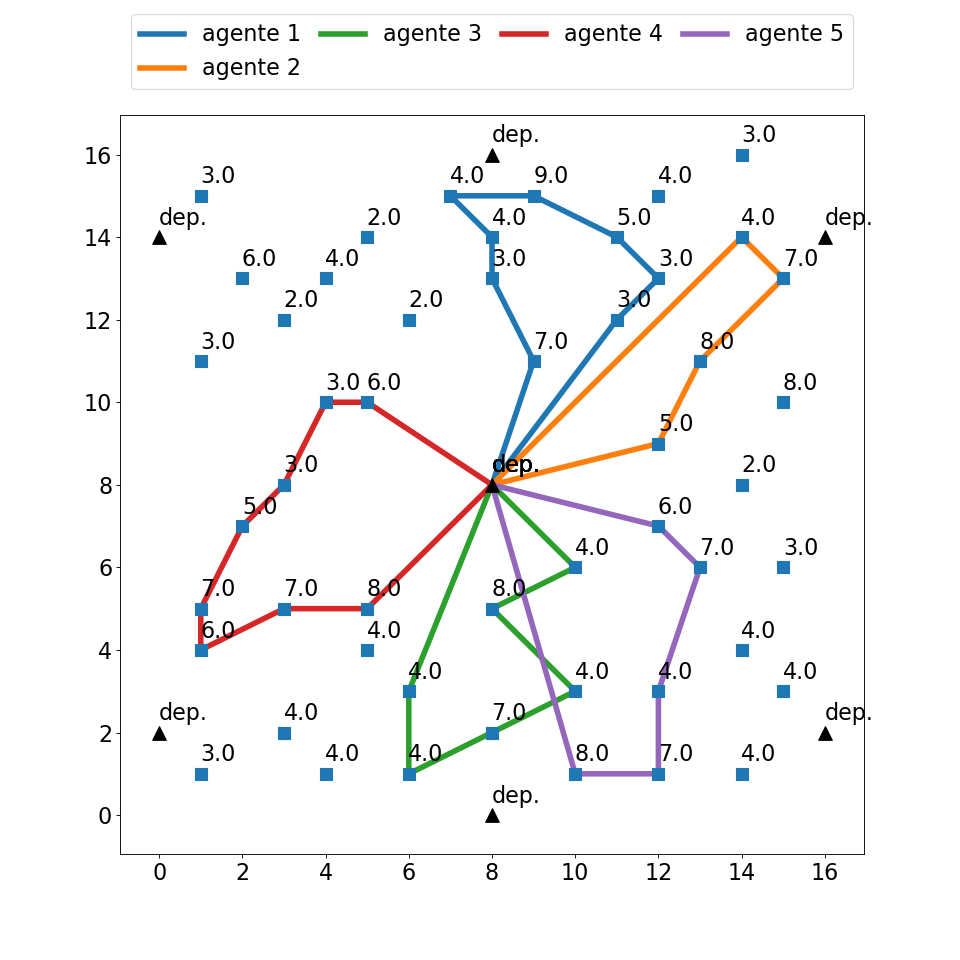 agente 1 agente 3 agente 4 agente 5
agente 2
dep. 3.0
16
3.0 4.0 9.0 4.0
dep. 2.0 4.0 5.0 4.0 dep.
14
6.0 4.0 3.0 3.0 7.0
2.0 2.0 3.0
12
3.0 7.0 8.0
3.0 6.0 8.0
10
5.0
3.0 dep. 2.0
8
5.0 6.0
4.0 7.0 3.0
6
7.0 7.0 8.0 8.0
6.0 4.0 4.0
4
4.0 4.0 4.0 4.0
dep. 4.0 7.0 dep.
2
3.0 4.0 4.0 8.0 7.0 4.0
dep.
0
0 2 4 6 8 10 12 14 16